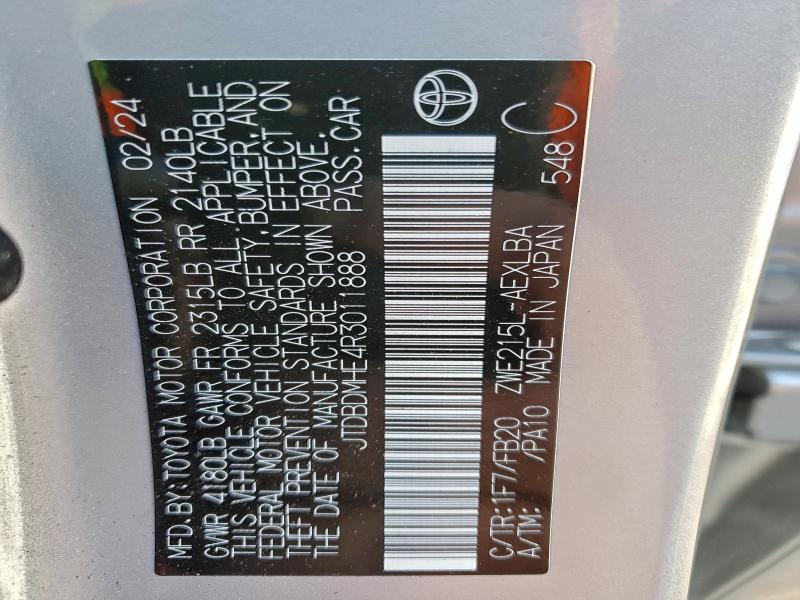 MFD.BY:TOYOTA MOTOR CORPORATION 02/24
GVWR 4180LB GAWR FR 2315LB RR 2140LB
THIS VEHICLE CONFORMS TO ALL APPLICABLE
FEDERAL MOTOR VEHICLE SAFETY,BUMPER,AND
THEFT PREVENTION STANDARDS IN EFFECT ON
THE DATE OF MANUFACTURE SHOWN ABOVE.
JTDBDMHE4R3011888 PASS.CAR
C/TR:1F7/FB20 ZWE215L-AEXLBA
A/TM: /PA10 MADE IN JAPAN 548 C